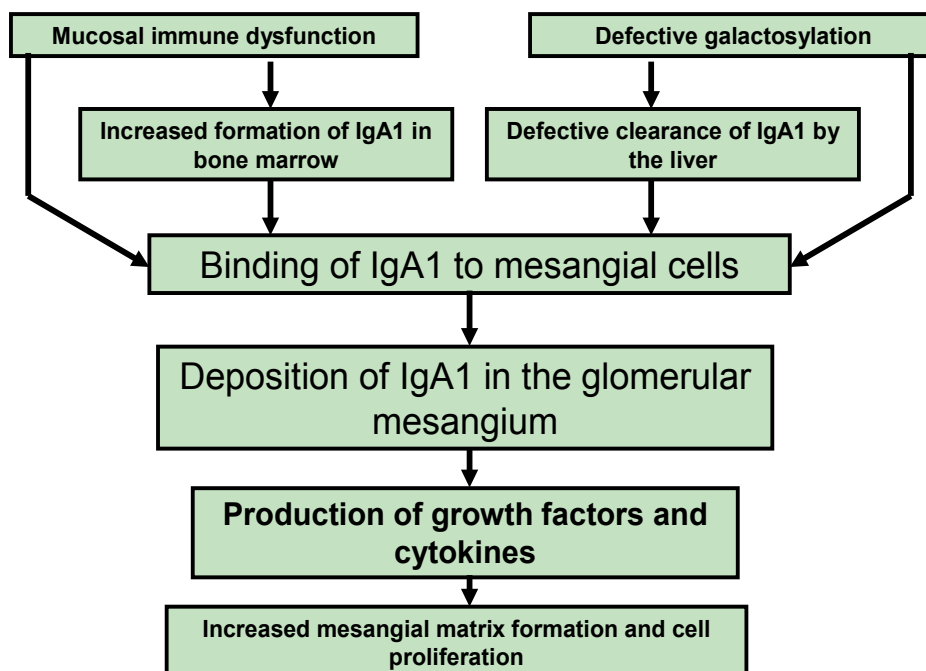 Mucosal immune dysfunction
Defective galactosylation
Increased formation of IgA1 in
bone marrow
Defective clearance of IgA1 by
the liver
Binding of IgA1 to mesangial cells
Deposition of IgA1 in the glomerular
mesangium
Production of growth factors and
cytokines
Increased mesangial matrix formation and cell
proliferation